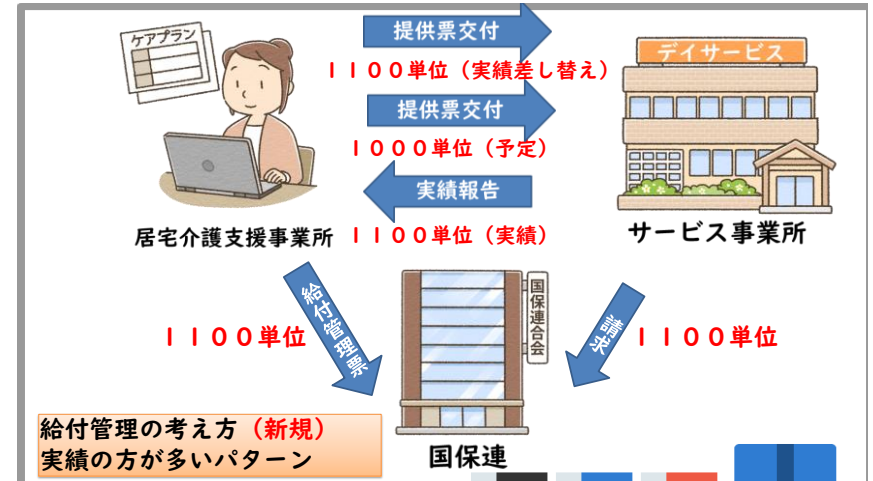 ケアプラン
提供票交付
１１００単位（実績差し替え）
提供票交付
１０００単位（予定）
実績報告
１１００単位（実績）
デイサービス
居宅介護支援事業所
サービス事業所
給付管理票
１１００単位
国保連合会
請求
１１００単位
給付管理の考え方（新規）
実績の方が多いパターン
国保連